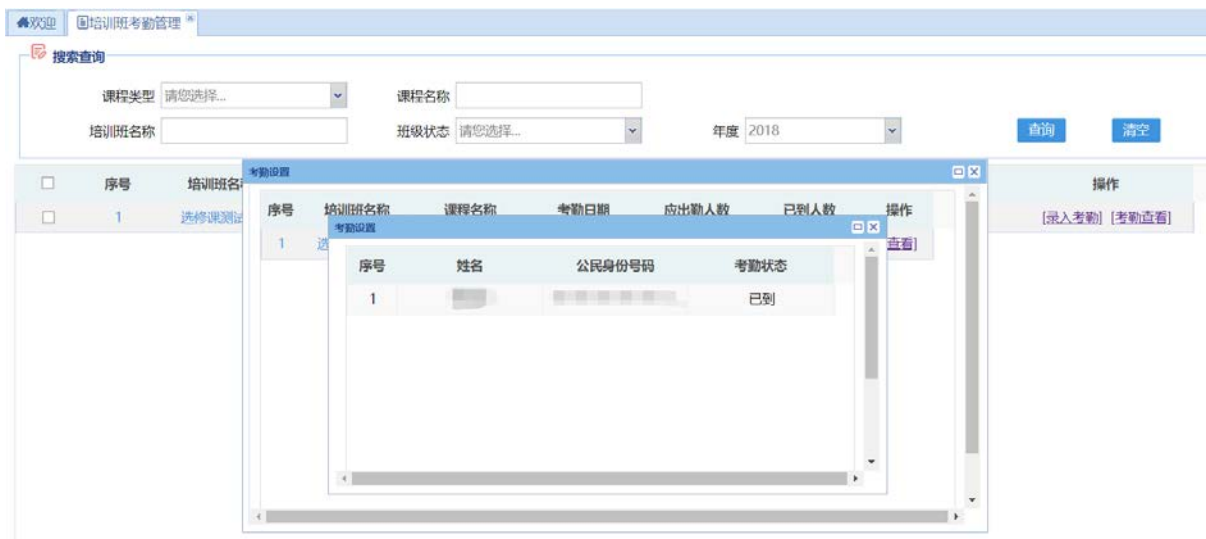 欢迎 培训班考勤管理
搜索查询
课程类型 请您选择... 课程名称
培训班名称 班级状态 请您选择... 年度 2018 查询 清空
考勤设置
序号 培训班名称 操作
1 选修课测试 [录入考勤] [考勤查看]
序号 培训班名称 课程名称 考勤日期 应出勤人数 已到人数 操作
1 选 查看]
考勤设置
序号 姓名 公民身份号码 考勤状态
1 已到